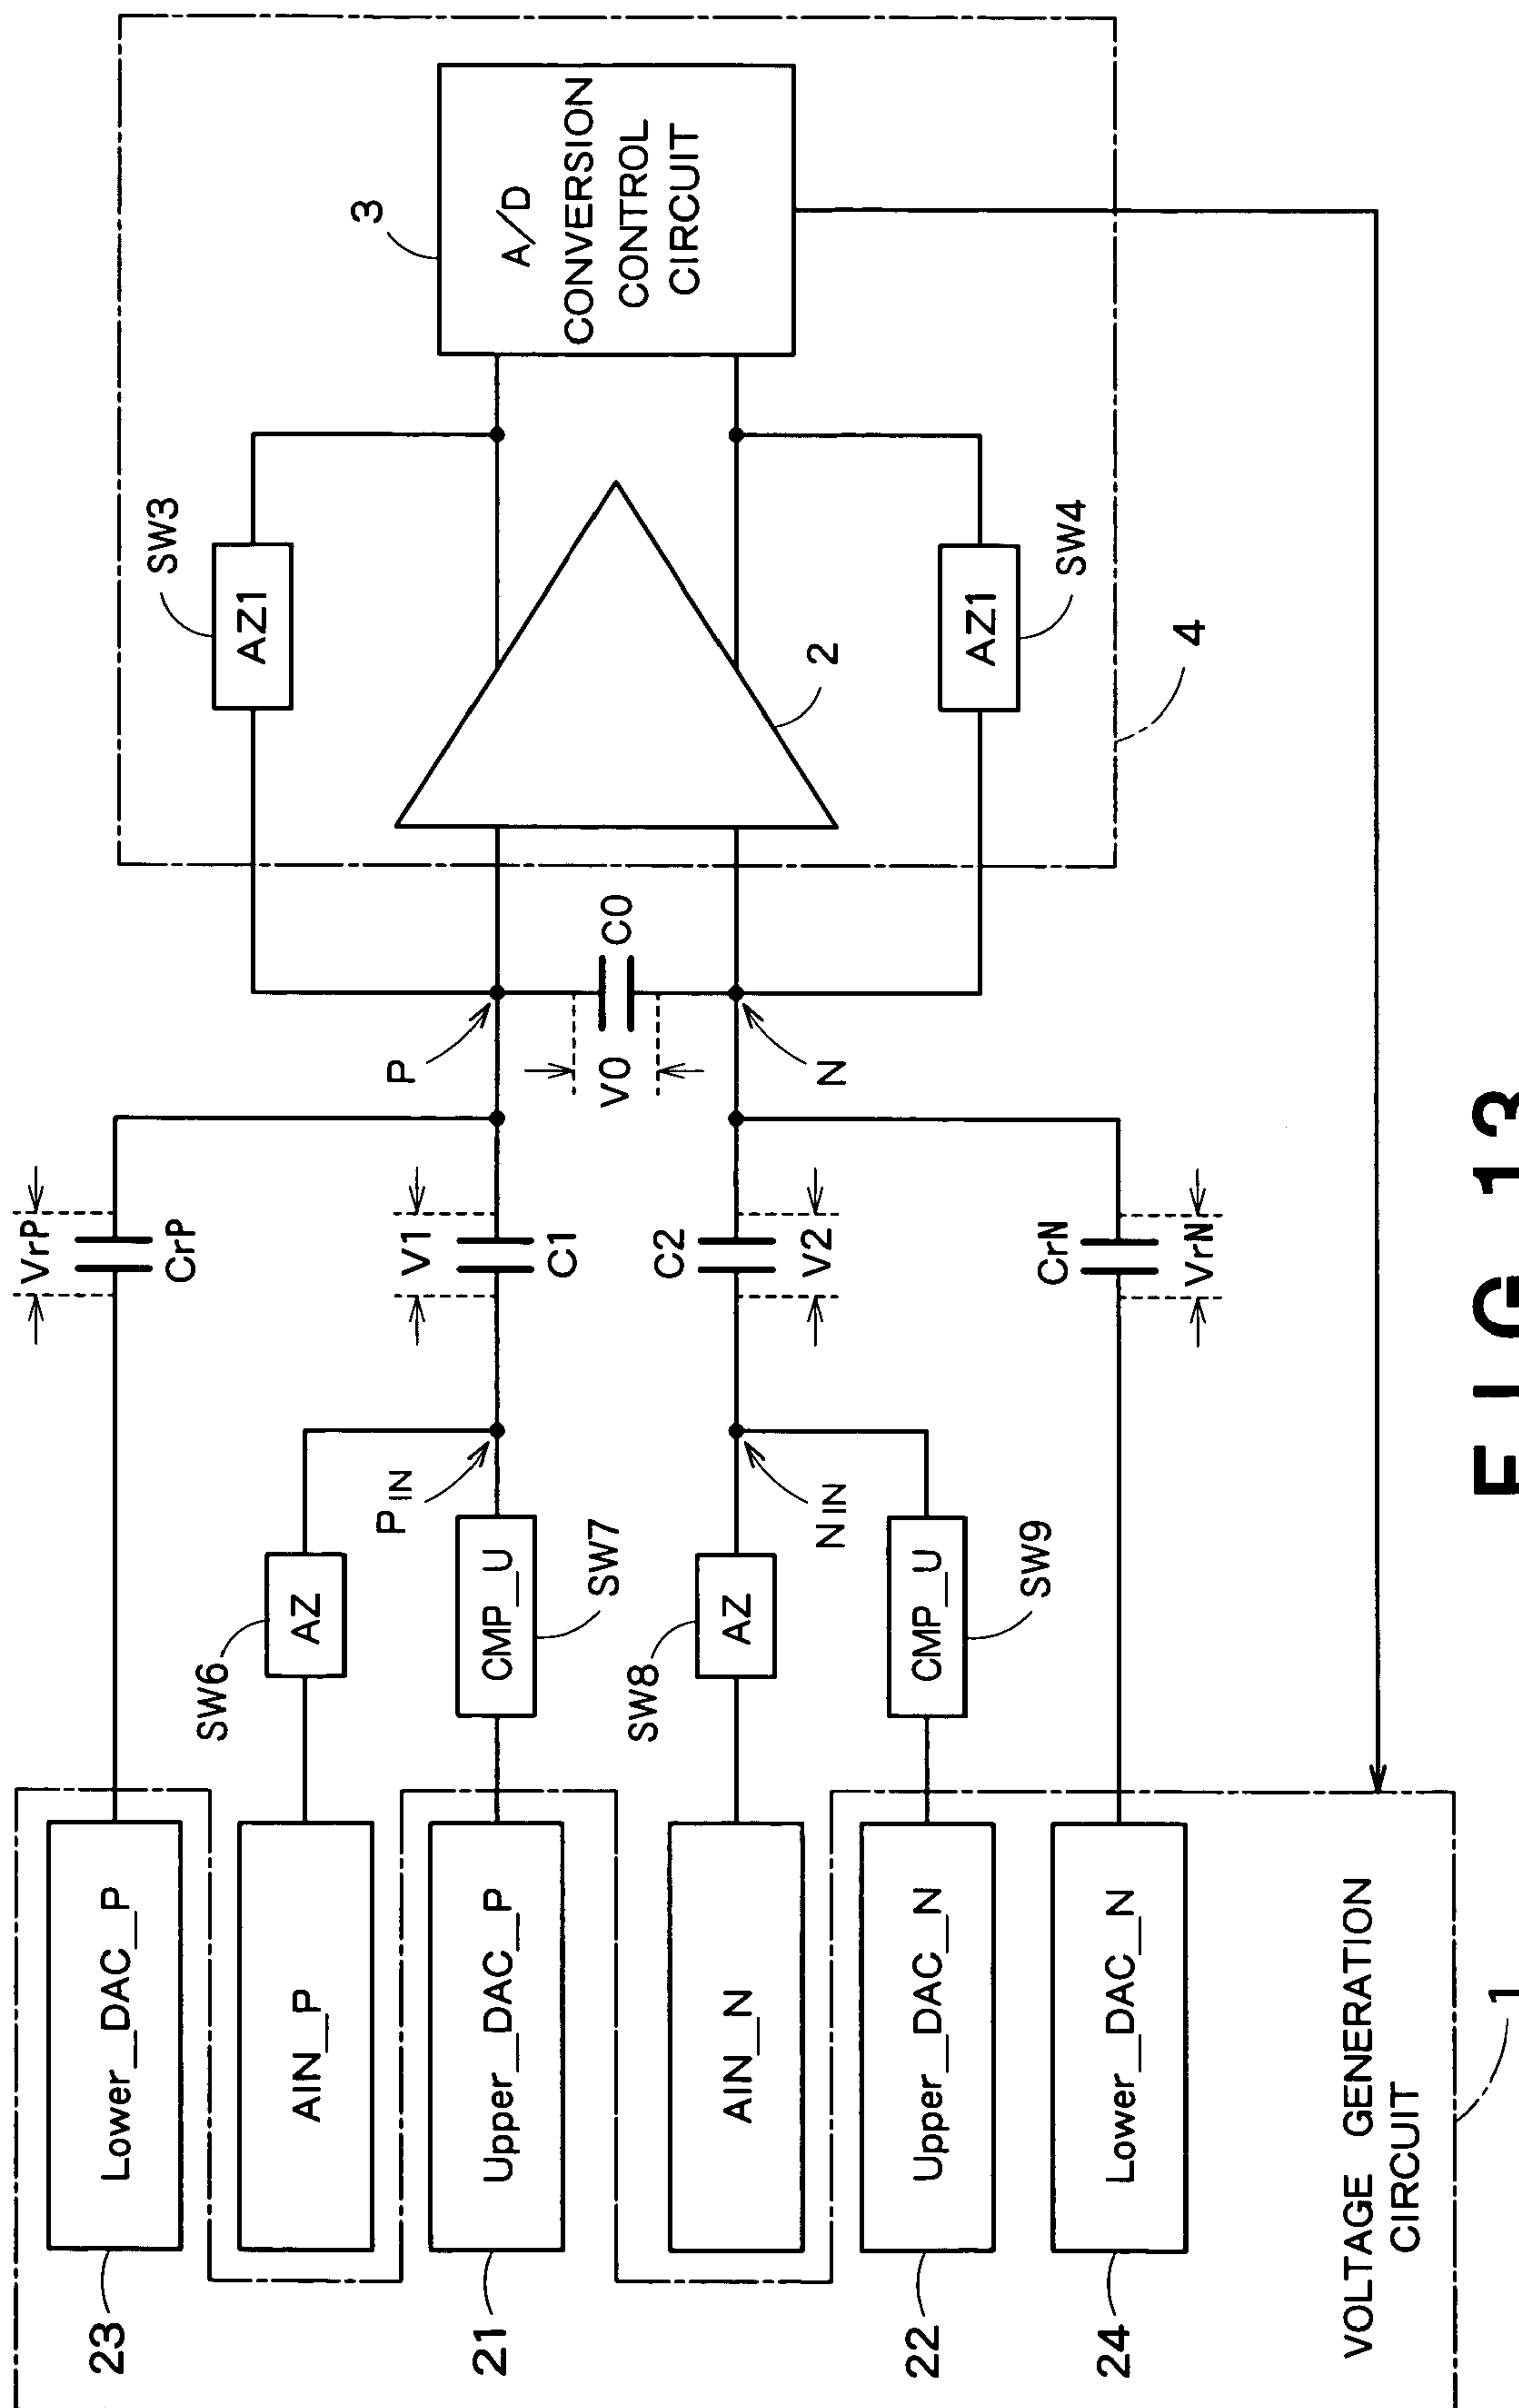 VrP
CrP
23
Lower_DAC_P
SW6
AZ
AIN_P
SW3
AZ1
3
A/D
CONVERSION
CONTROL
CIRCUIT
V1
C1
P
PIN
21
Upper_DAC_P
CMP_U
SW7
V0
C0
2
SW8
AZ
AIN_N
C2
V2
N
NIN
22
Upper_DAC_N
CMP_U
SW9
AZ1
SW4
CrN
VrN
24
Lower_DAC_N
4
VOLTAGE GENERATION
CIRCUIT
1
FIG. 13